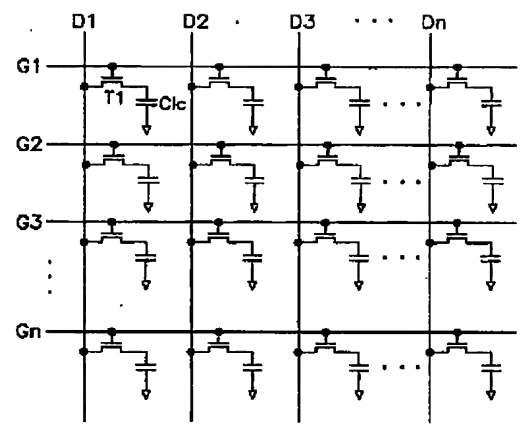 D1 D2 D3 · · · Dn
G1
T1 Clc
· · ·
G2
· · ·
G3
· · ·
Gn
· · ·